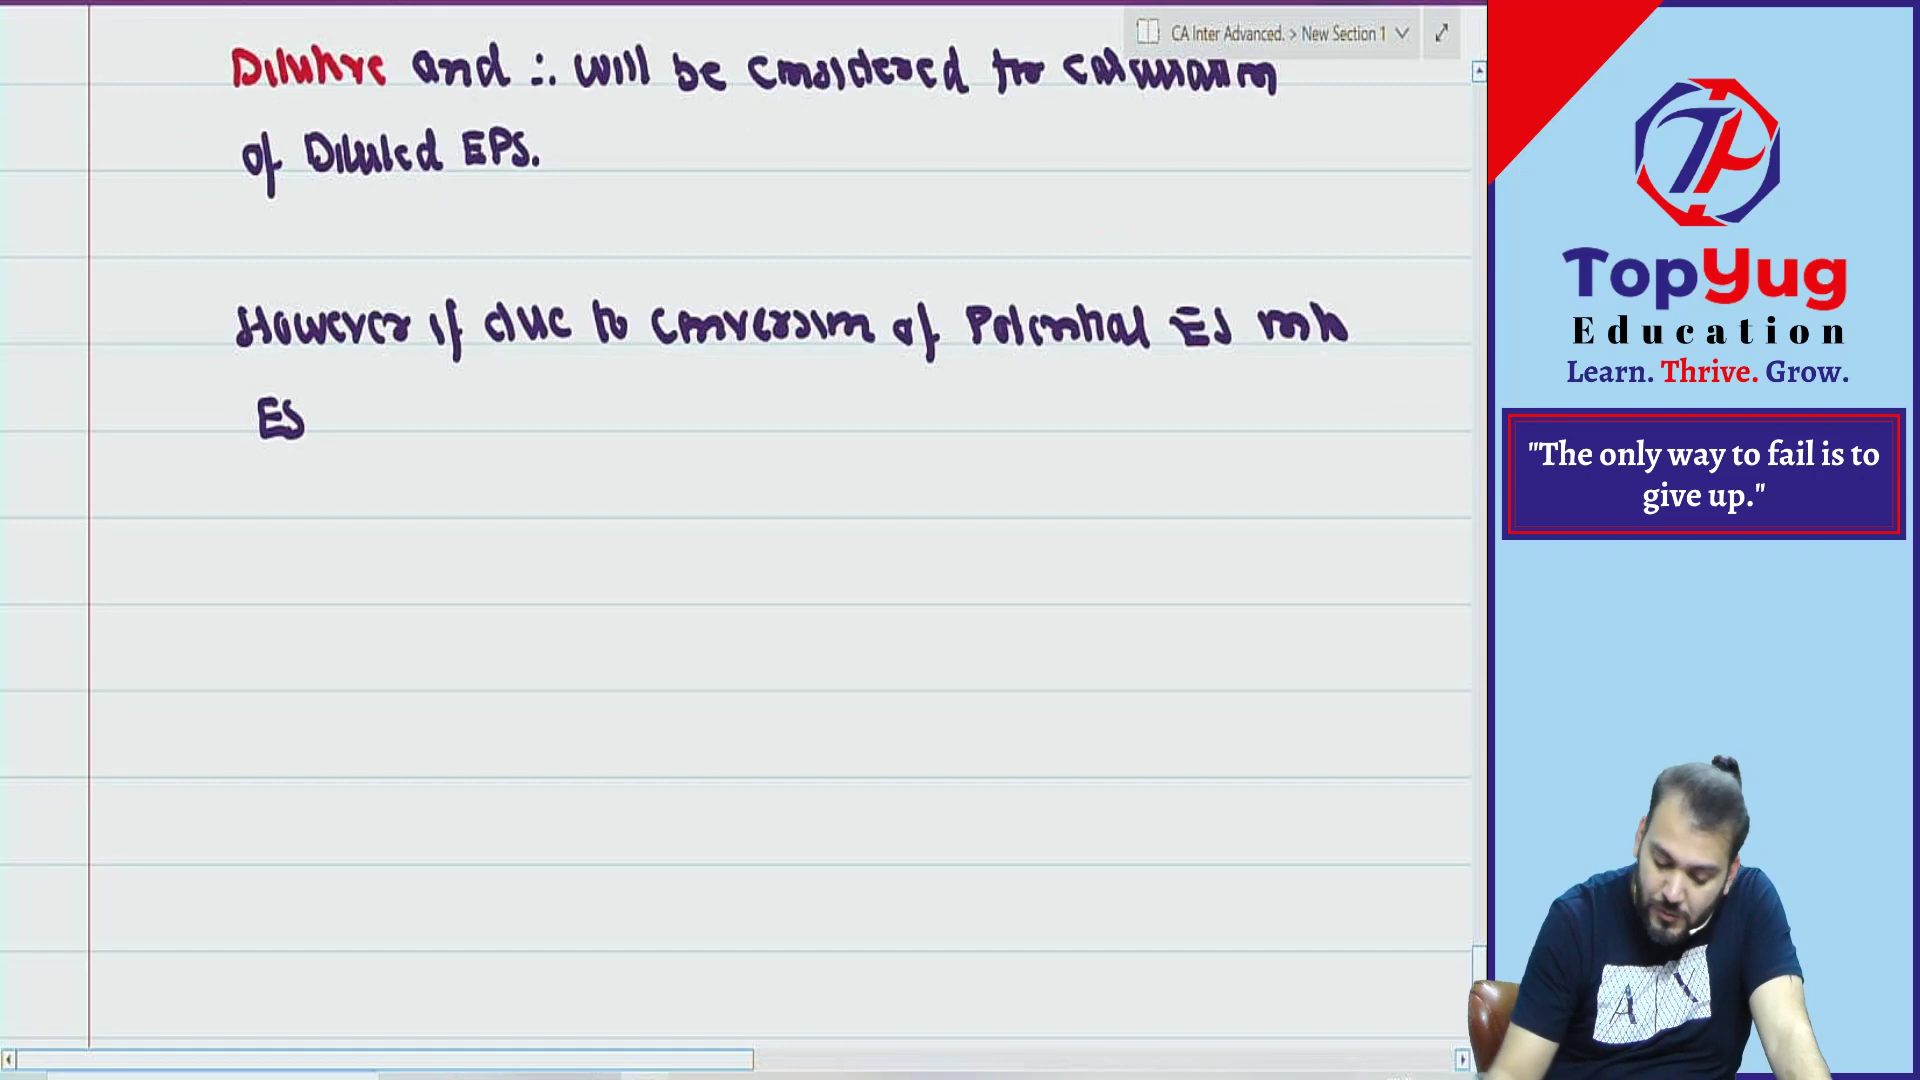 CA Inter Advanced. > New Section 1
Dilutive and ∴ will be considered for calculation
of Diluted EPS.
However if due to conversion of Potential ES into
ES
TopYug
Education
Learn. Thrive. Grow.
"The only way to fail is to
give up."